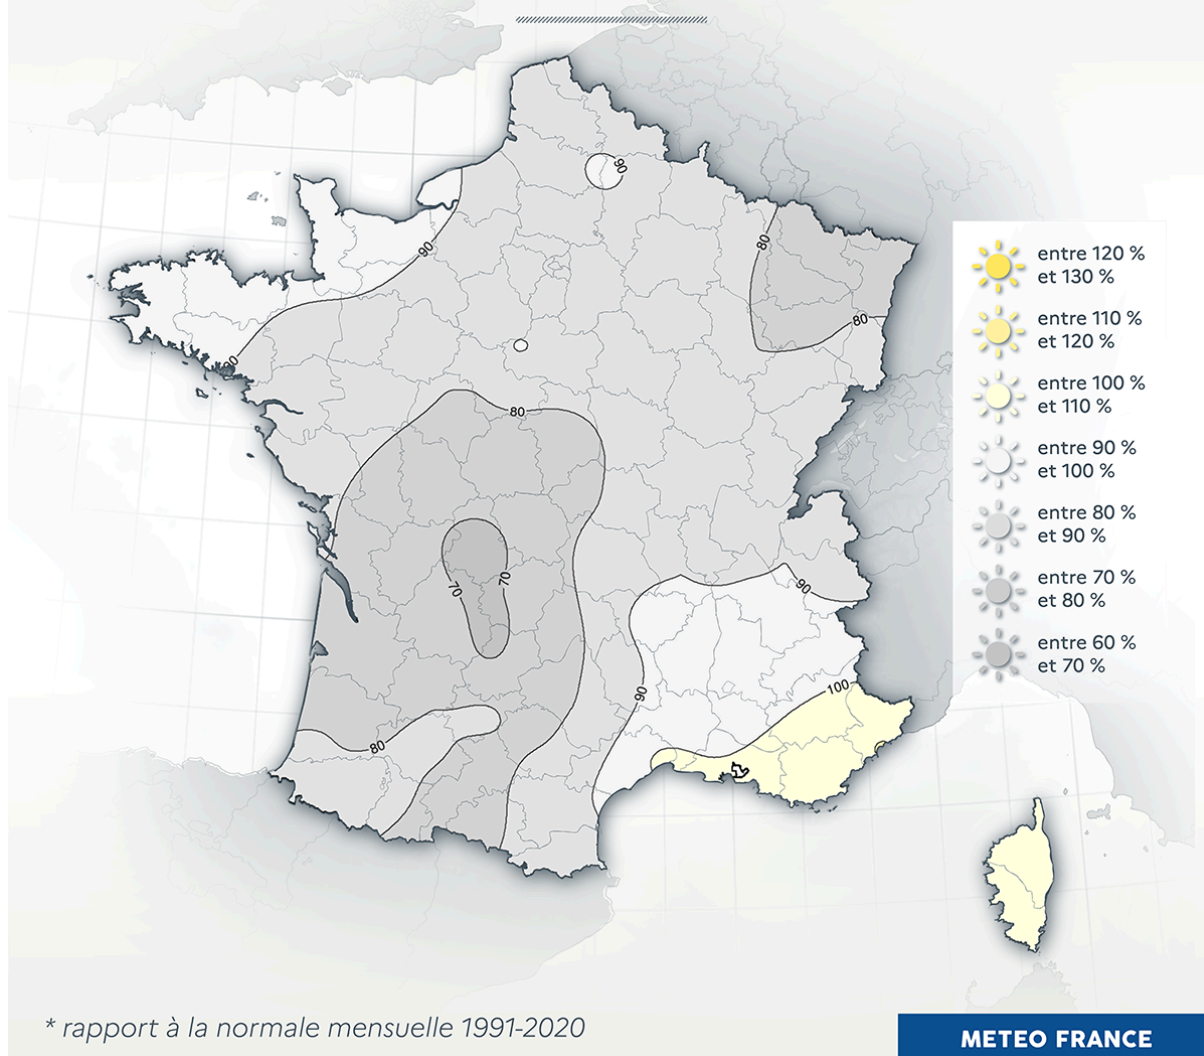 90
90
80
80
90
80
70
70
90
90
100
80
entre 120 %
et 130 %
entre 110 %
et 120 %
entre 100 %
et 110 %
entre 90 %
et 100 %
entre 80 %
et 90 %
entre 70 %
et 80 %
entre 60 %
et 70 %
* rapport à la normale mensuelle 1991-2020
METEO FRANCE